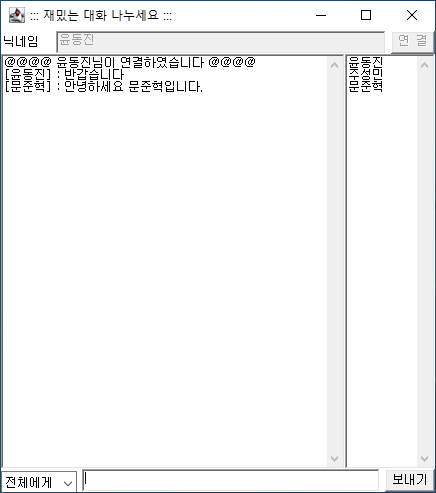 ::: 재밌는 대화 나누세요 :::
닉네임 윤동진 연 결
@@@@ 윤동진님이 연결하였습니다 @@@@
[윤동진] : 반갑습니다
[문준혁] : 안녕하세요 문준혁입니다.
윤동진
주성민
문준혁
전체에게 보내기